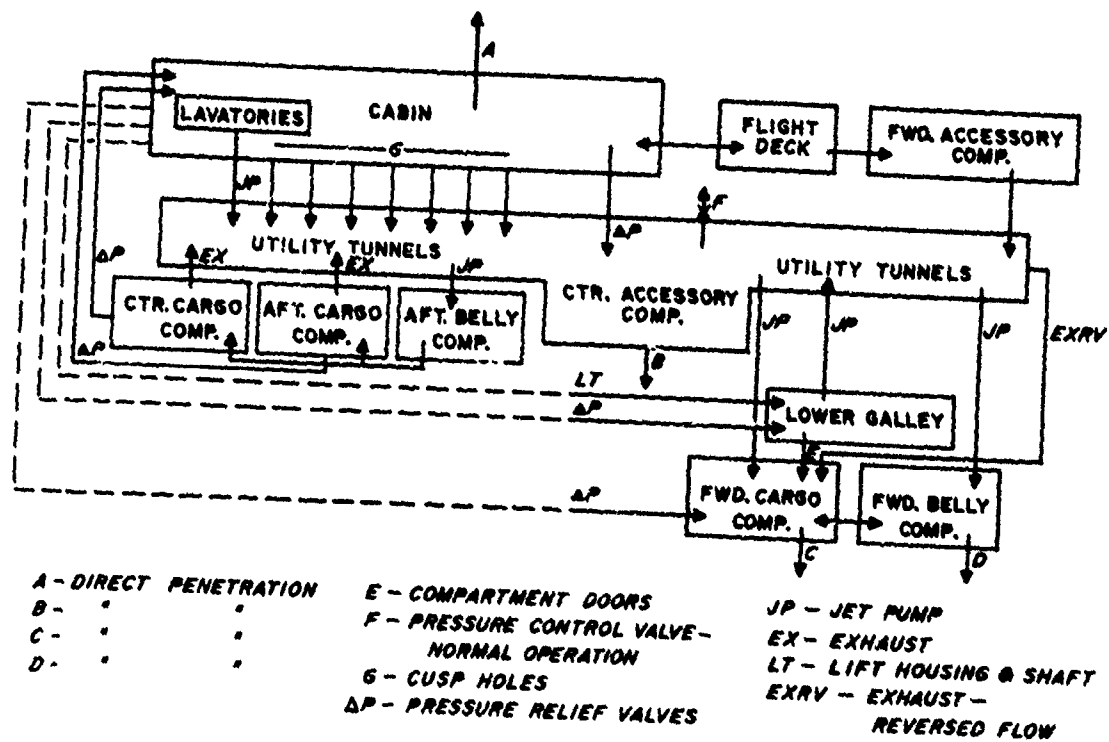 A
CABIN
LAVATORIES
FLIGHT
DECK
FWD. ACCESSORY
COMP.
G
JP
F
ΔP
UTILITY TUNNELS
UTILITY TUNNELS
EX
EX
JP
ΔP
CTR. ACCESSORY
COMP.
CTR. CARGO
COMP.
AFT. CARGO
COMP.
AFT. BELLY
COMP.
JP
JP
JP
EXRV
ΔP
B
LT
ΔP
LOWER GALLEY
E
ΔP
FWD. CARGO
COMP.
FWD. BELLY
COMP.
C
D
A - DIRECT PENETRATION
B - " "
C - " "
D - " "
E - COMPARTMENT DOORS
F - PRESSURE CONTROL VALVE -
NORMAL OPERATION
G - CUSP HOLES
ΔP - PRESSURE RELIEF VALVES
JP - JET PUMP
EX - EXHAUST
LT - LIFT HOUSING & SHAFT
EXRV - EXHAUST -
REVERSED FLOW